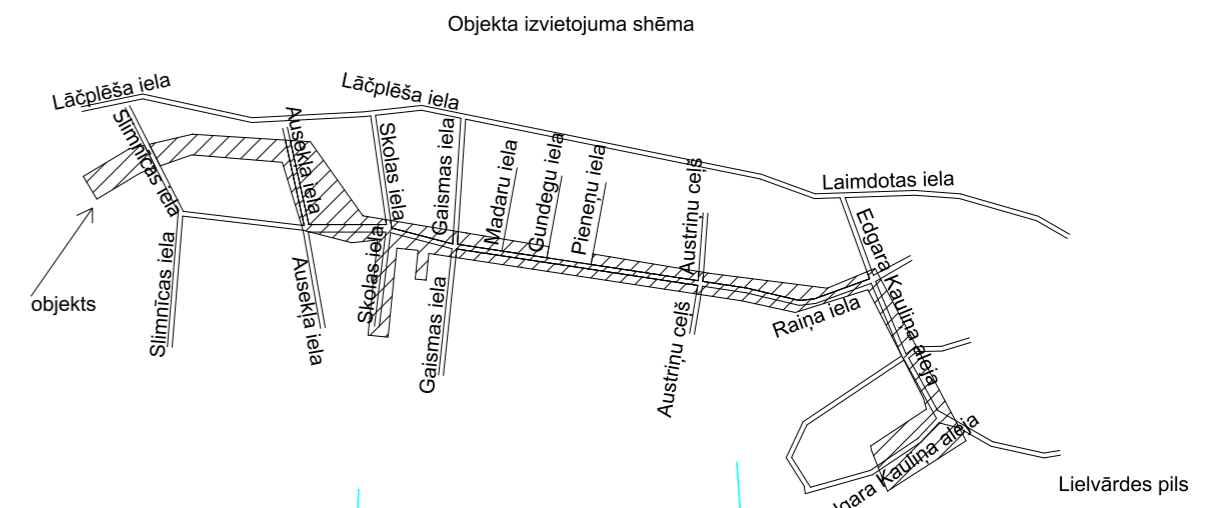 Objekta izvietojuma shēma
Lāčplēša iela
Lāčplēša iela
Slimnīcas iela
Ausekļa iela
Skolas iela
Gaismas iela
Madaru iela
Gundegu iela
Pieneņu iela
Austriņu ceļš
Laimdotas iela
Edgara Kauliņa aleja
objekts
Slimnīcas iela
Ausekļa iela
Skolas iela
Gaismas iela
Austriņu ceļš
Raiņa iela
dgara Kauliņa aleja
Lielvārdes pils